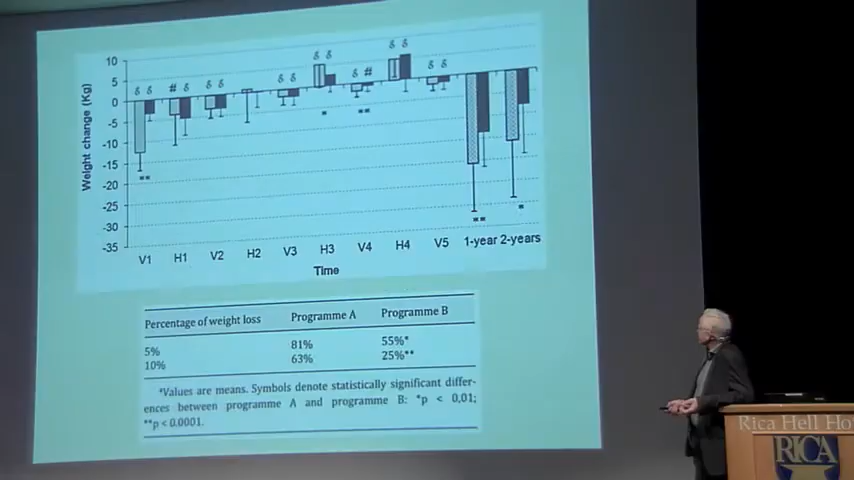 10
5
0
-5
-10
-15
-20
-25
-30
-35
Weight change (Kg)
& & # & & & & & & & & # & & & &
V1 H1 V2 H2 V3 H3 V4 H4 V5 1-year 2-years
Time
Percentage of weight loss Programme A Programme B
5% 81% 55%*
10% 63% 25%**
*Values are means. Symbols denote statistically significant differ-
ences between programme A and programme B: *p < 0,01;
**p < 0.0001.
Rica Hell Ho
RICA